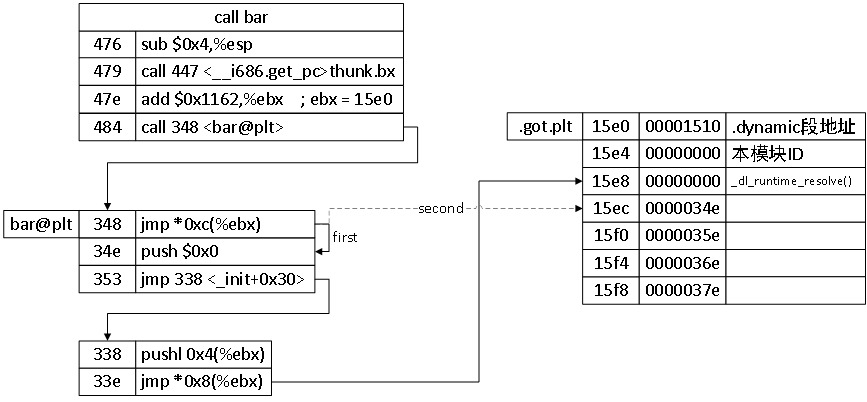 call bar
476 sub $0x4,%esp
479 call 447 <__i686.get_pc>thunk.bx
47e add $0x1162,%ebx ; ebx = 15e0
484 call 348 <bar@plt>
.got.plt 15e0 00001510 .dynamic段地址
15e4 00000000 本模块ID
15e8 00000000 _dl_runtime_resolve()
15ec 0000034e
15f0 0000035e
15f4 0000036e
15f8 0000037e
second
bar@plt 348 jmp *0xc(%ebx)
first
34e push $0x0
353 jmp 338 <_init+0x30>
338 pushl 0x4(%ebx)
33e jmp *0x8(%ebx)